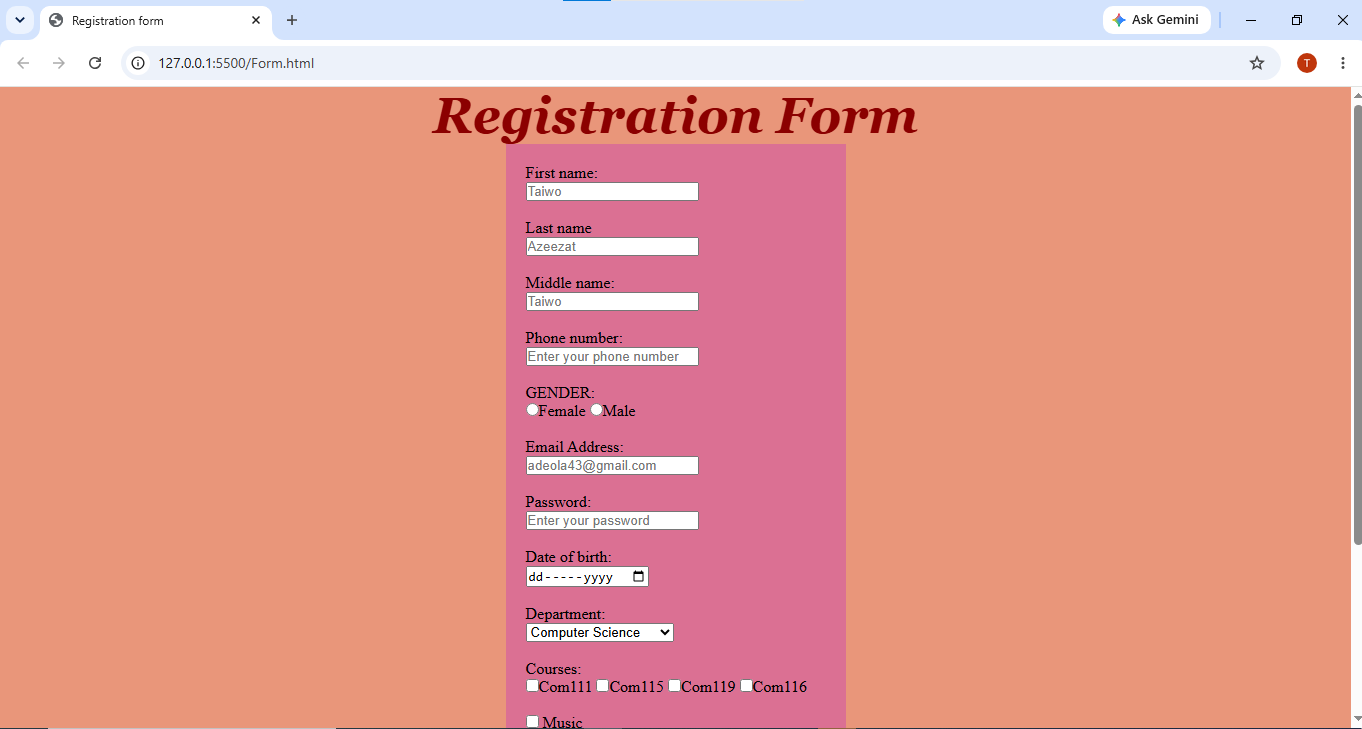 Registration form
Ask Gemini
127.0.0.1:5500/Form.html
T
Registration Form
First name:
Taiwo
Last name
Azeezat
Middle name:
Taiwo
Phone number:
Enter your phone number
GENDER:
Female Male
Email Address:
adeola43@gmail.com
Password:
Enter your password
Date of birth:
dd-----yyyy
Department:
Computer Science
Courses:
Com111 Com115 Com119 Com116
Music